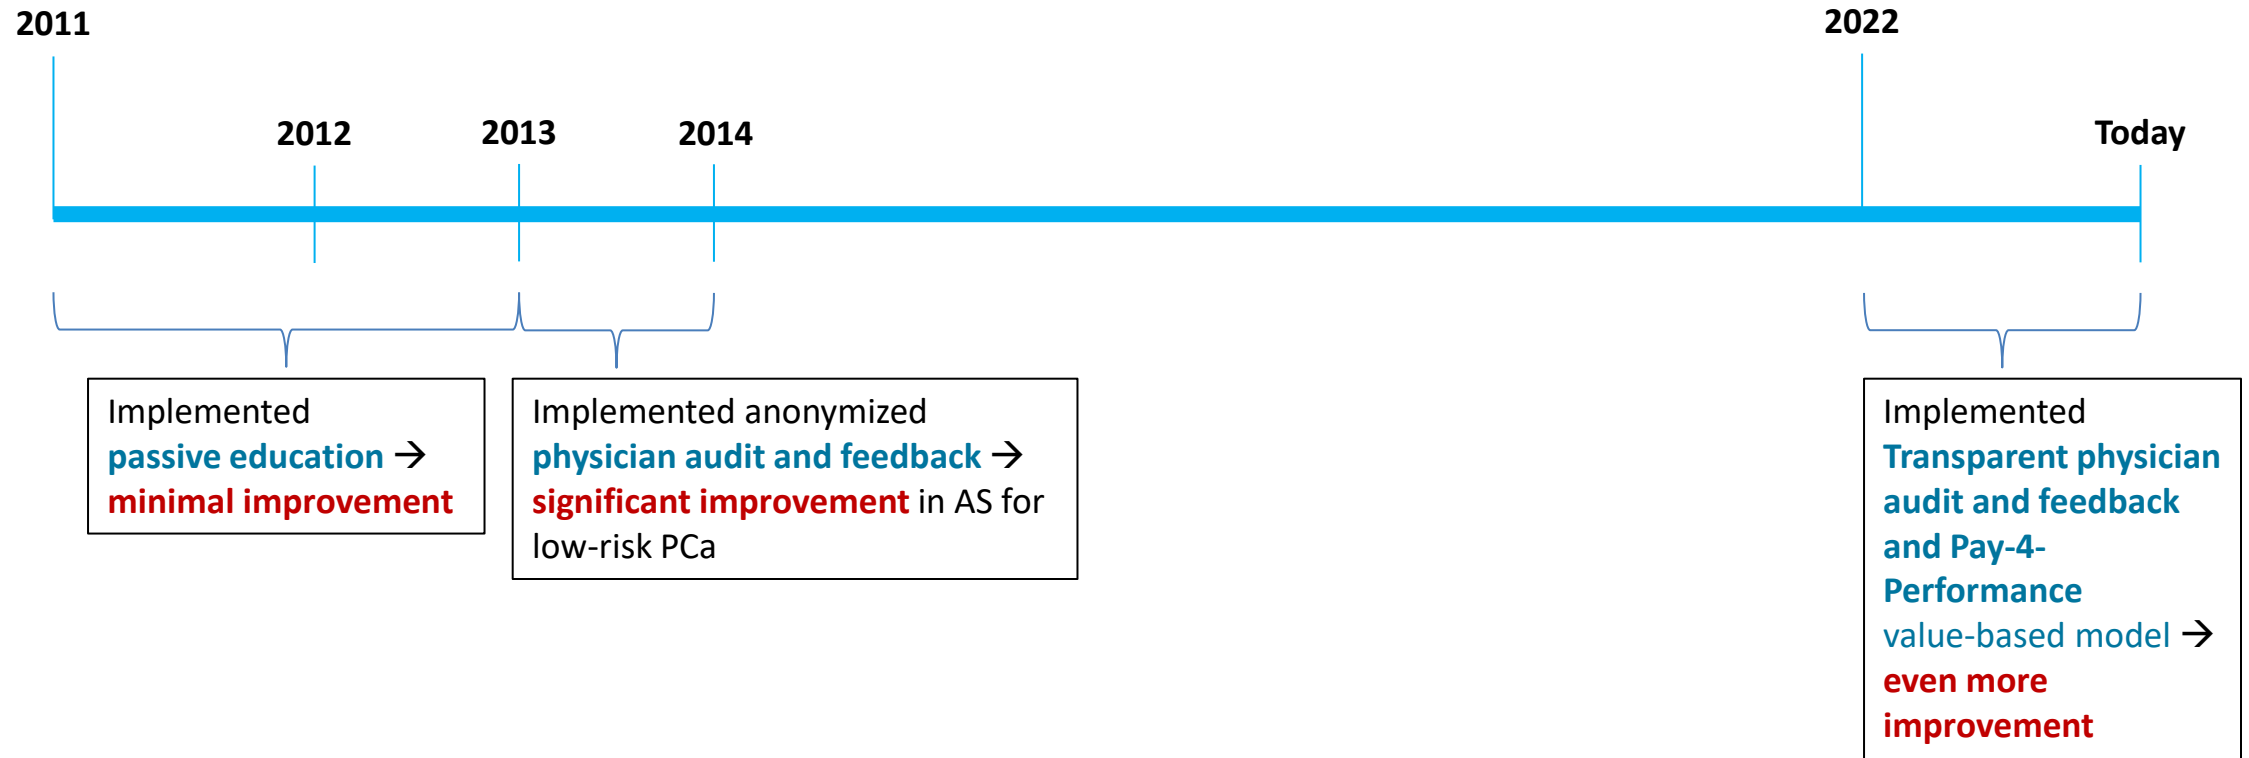 2011
2022
2012
2013
2014
Today
Implemented
passive education →
minimal improvement
Implemented anonymized
physician audit and feedback →
significant improvement in AS for
low-risk PCa
Implemented
Transparent physician
audit and feedback
and Pay-4-
Performance
value-based model →
even more
improvement